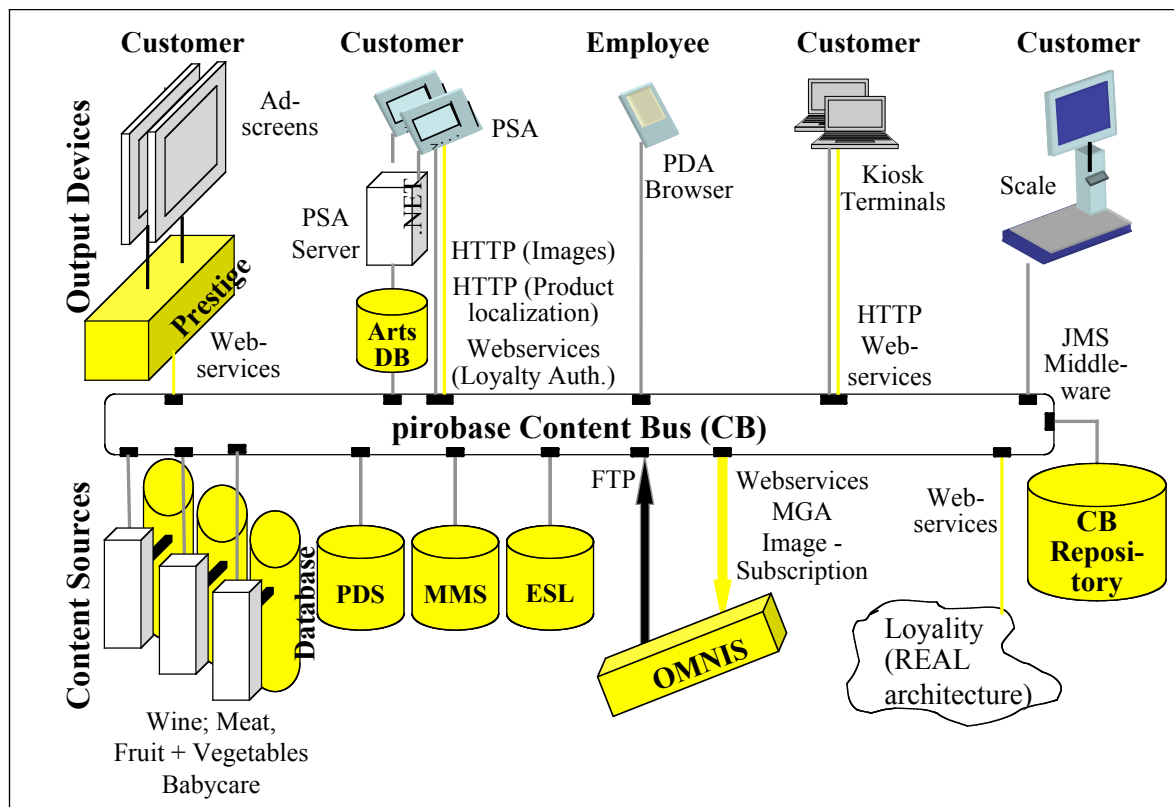 Customer
Customer
Employee
Customer
Customer
Output Devices
Ad-
screens
PSA
PDA
Browser
Kiosk
Terminals
Scale
PSA
Server
.NET
HTTP (Images)
HTTP (Product
localization)
Webservices
(Loyalty Auth.)
Prestige
Web-
services
Arts
DB
HTTP
Web-
services
JMS
Middle-
ware
pirobase Content Bus (CB)
Content Sources
Database
PDS
MMS
ESL
FTP
Webservices
MGA
Image -
Subscription
OMNIS
Web-
services
CB
Reposi-
tory
Loyality
(REAL
architecture)
Wine; Meat,
Fruit + Vegetables
Babycare